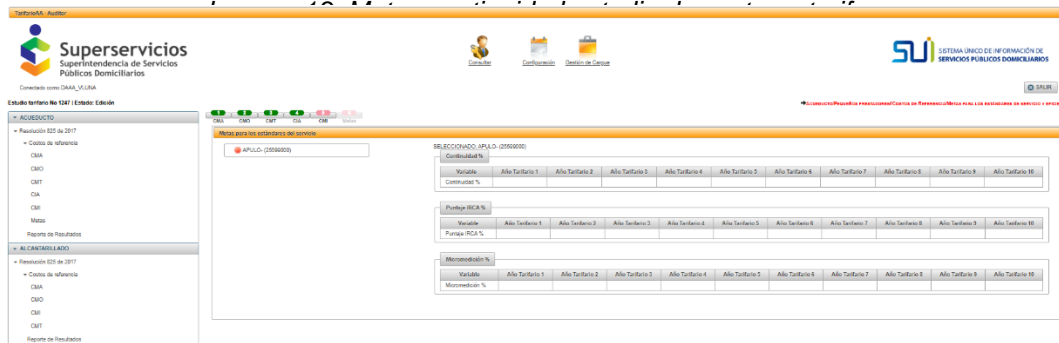 TarifarioAA - Auditor
Superservicios
Superintendencia de Servicios
Públicos Domiciliarios
Consultar Configuración Gestión de Cargue
SUI SISTEMA ÚNICO DE INFORMACIÓN DE
SERVICIOS PÚBLICOS DOMICILIARIOS
Conectado como DAAA_VLUNA
SALIR
Estudio tarifario No 1247 | Estado: Edición
ACUEDUCTO
Resolución 825 de 2017
Costos de referencia
CMA
CMO
CMT
CIA
CMI
Metas
Reporte de Resultados
ALCANTARILLADO
Resolución 825 de 2017
Costos de referencia
CMA
CMO
CMI
CMT
Reporte de Resultados
1 2 3 4
CMA CMO CMT CIA CMI Metas
Metas para los estándares del servicio
APULO- (25599000)
SELECCIONADO: APULO- (25599000)
Continuidad %
Variable Año Tarifario 1 Año Tarifario 2 Año Tarifario 3 Año Tarifario 4 Año Tarifario 5 Año Tarifario 6 Año Tarifario 7 Año Tarifario 8 Año Tarifario 9 Año Tarifario 10
Continuidad %
Puntaje IRCA %
Variable Año Tarifario 1 Año Tarifario 2 Año Tarifario 3 Año Tarifario 4 Año Tarifario 5 Año Tarifario 6 Año Tarifario 7 Año Tarifario 8 Año Tarifario 9 Año Tarifario 10
Puntaje IRCA %
Micromedición %
Variable Año Tarifario 1 Año Tarifario 2 Año Tarifario 3 Año Tarifario 4 Año Tarifario 5 Año Tarifario 6 Año Tarifario 7 Año Tarifario 8 Año Tarifario 9 Año Tarifario 10
Micromedición %